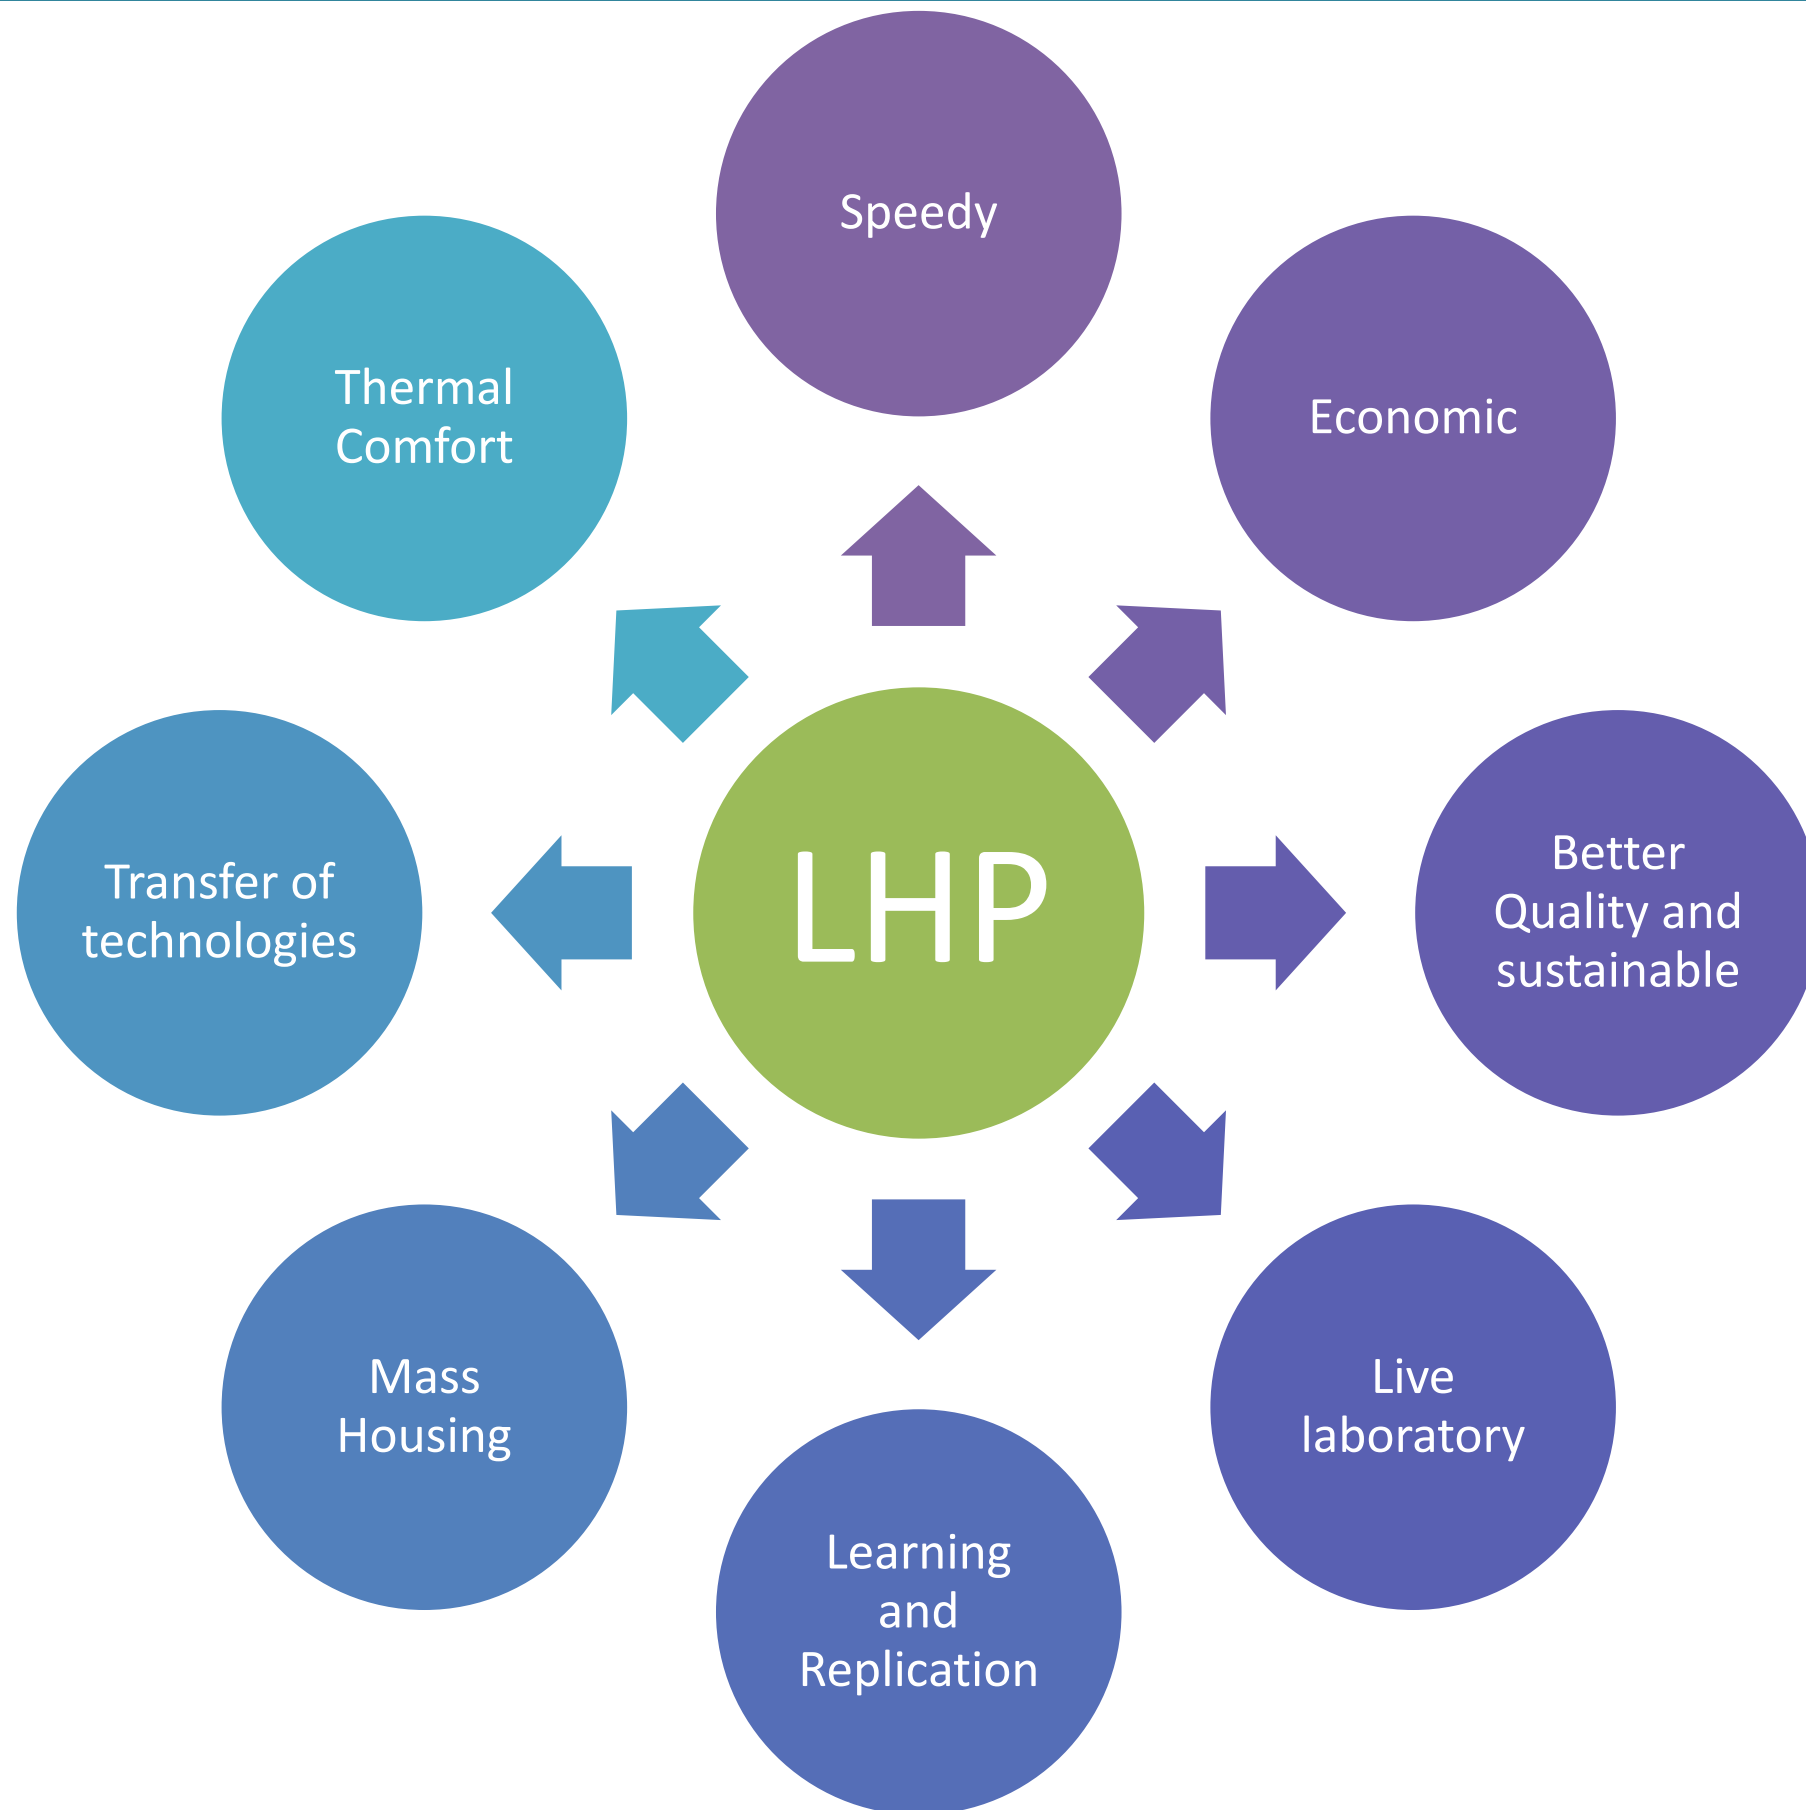 Speedy
Economic
Better
Quality and
sustainable
Live
laboratory
Learning
and
Replication
Mass
Housing
Transfer of
technologies
Thermal
Comfort
LHP